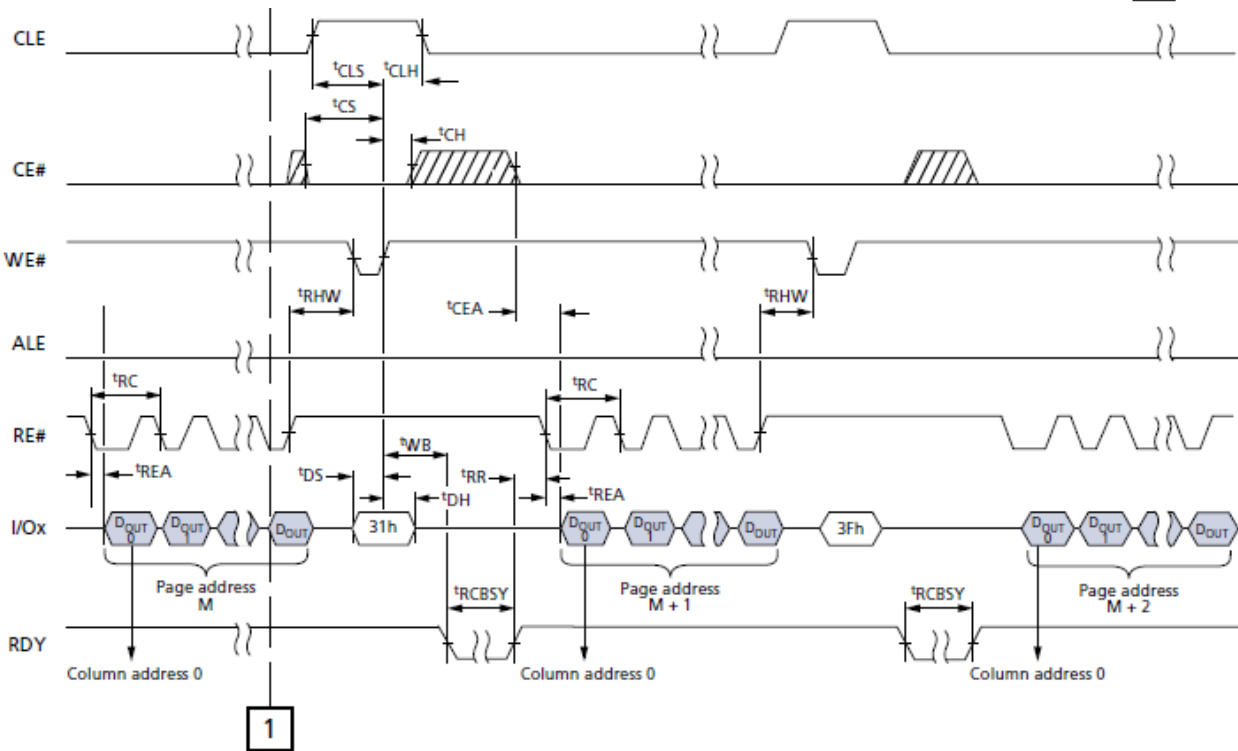 CLE
tCLS tCLH
tCS
tCH
CE#
WE#
tRHW
tCEA
tRHW
ALE
tRC
tRC
RE#
tWB
tREA
tDS
tRR
tDH
tREA
I/Ox
DOUT 0
DOUT 1
DOUT
31h
DOUT 0
DOUT 1
DOUT
3Fh
DOUT 0
DOUT 1
DOUT
Page address
M
Page address
M + 1
Page address
M + 2
tRCBSY
tRCBSY
RDY
Column address 0
Column address 0
Column address 0
1